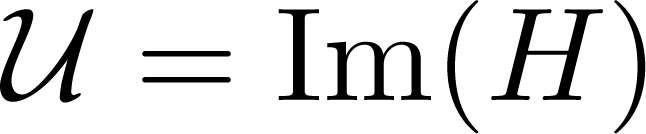 𝒰 = Im(H)